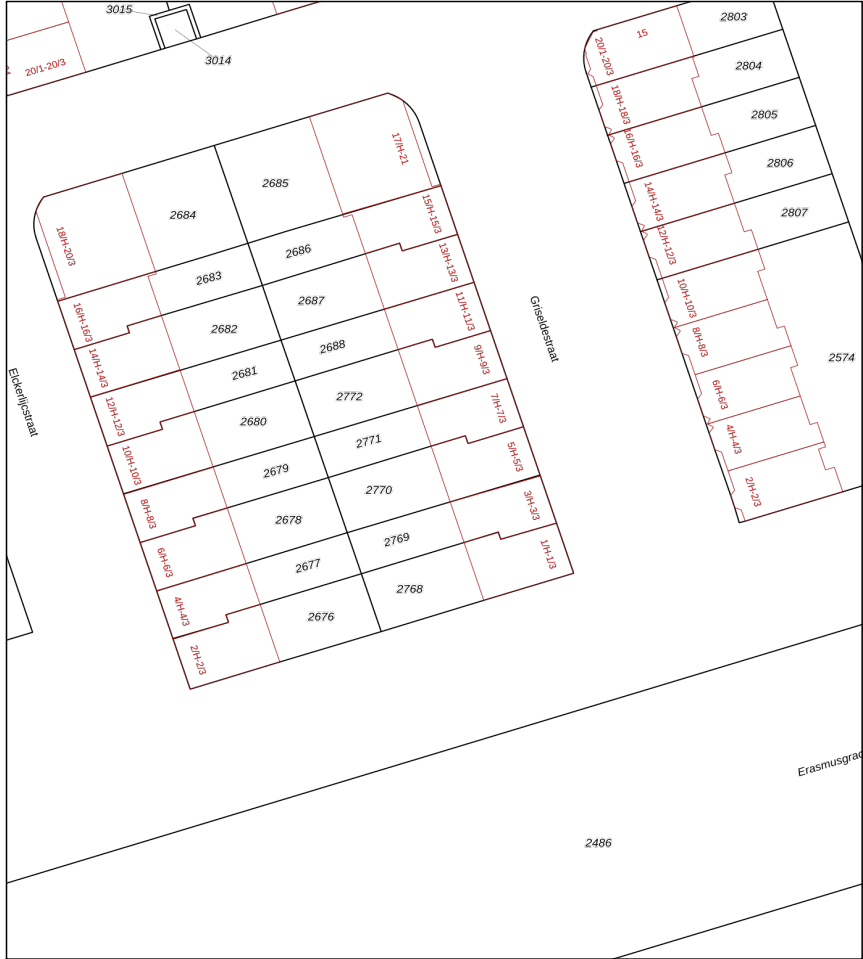 3015
3014
20/1-20/3
15
20/1-20/3
2803
2804
2805
2806
2807
2574
18/H-18/3
16/H-16/3
14/H-14/3
12/H-12/3
10/H-10/3
8/H-8/3
6/H-6/3
4/H-4/3
2/H-2/3
17/H-21
15/H-15/3
13/H-13/3
11/H-11/3
9/H-9/3
7/H-7/3
5/H-5/3
3/H-3/3
1/H-1/3
2685
2684
2686
2683
2687
2682
2688
2681
2772
2680
2771
2679
2770
2678
2769
2677
2768
2676
18/H-20/3
16/H-16/3
14/H-14/3
12/H-12/3
10/H-10/3
8/H-8/3
6/H-6/3
4/H-4/3
2/H-2/3
Griseldestraat
Elckerlijcstraat
Erasmusgrac
2486